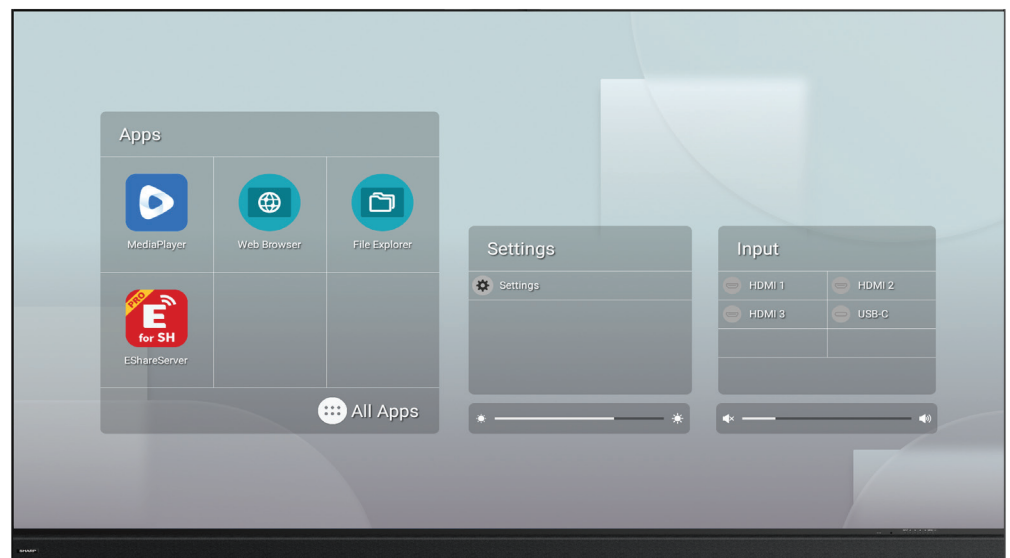 Apps
MediaPlayer
Web Browser
File Explorer
PRO
E
for SH
EShareServer
All Apps
Settings
Settings
Input
HDMI 1
HDMI 2
HDMI 3
USB-C
SHARP